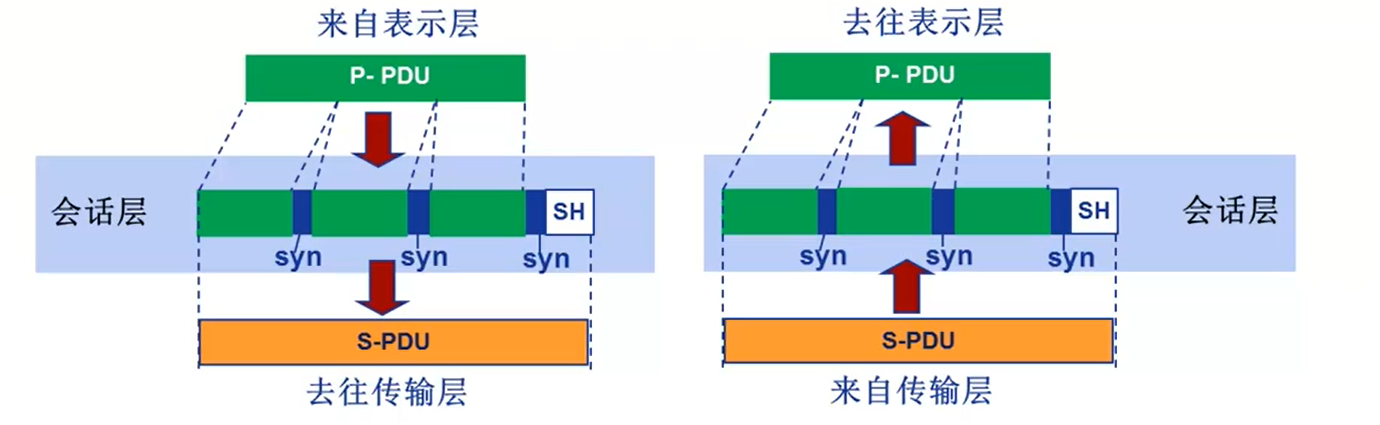 来自表示层
P- PDU
会话层
SH
syn
syn
syn
S-PDU
去往传输层
去往表示层
P- PDU
SH
会话层
syn
syn
syn
S-PDU
来自传输层